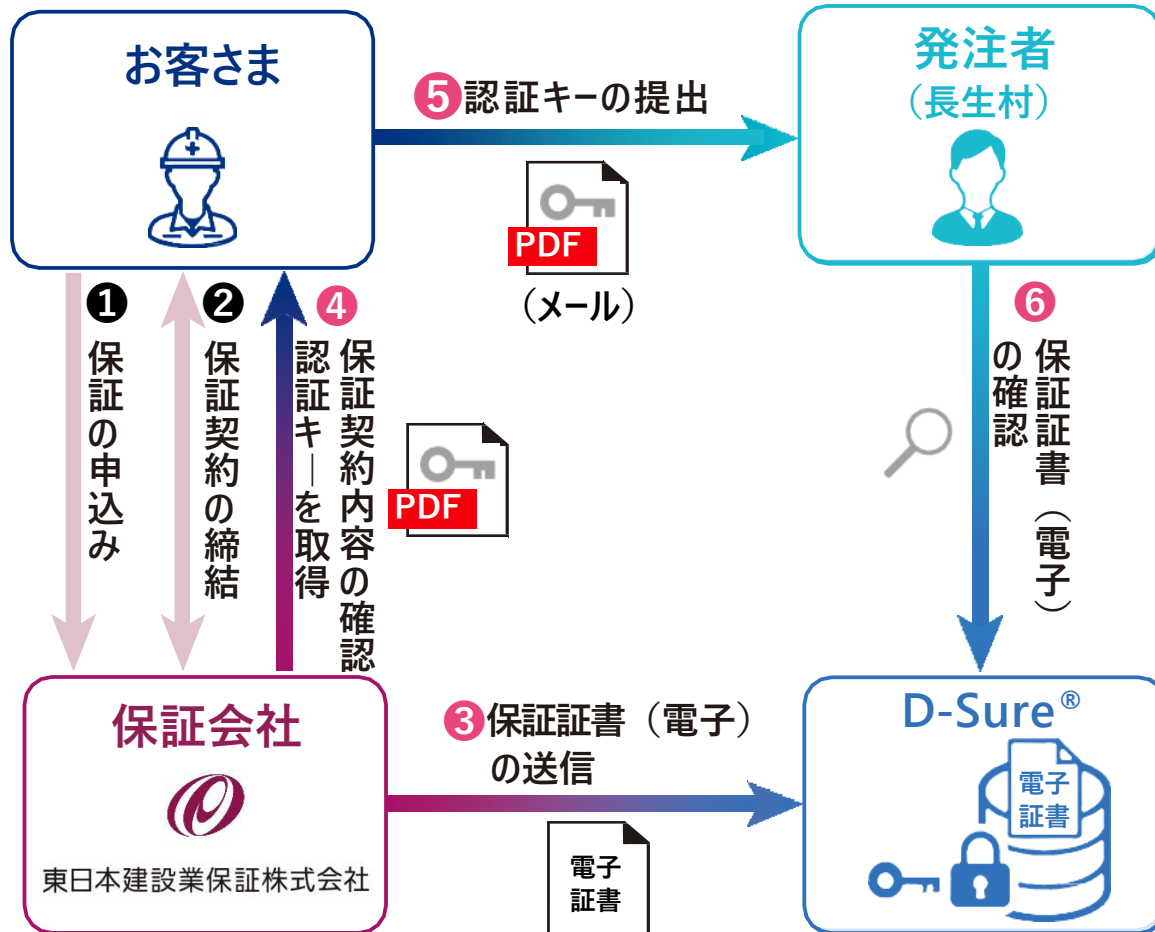 お客さま
発注者
（長生村）
❺認証キーの提出
PDF
（メール）
❶
保証の申込み
❷
保証契約の締結
❹
保証契約内容の確認
認証キーを取得
PDF
❻
保証証書（電子）
の確認
保証会社
東日本建設業保証株式会社
❸保証証書（電子）
の送信
電子
証書
D-Sure®
電子
証書